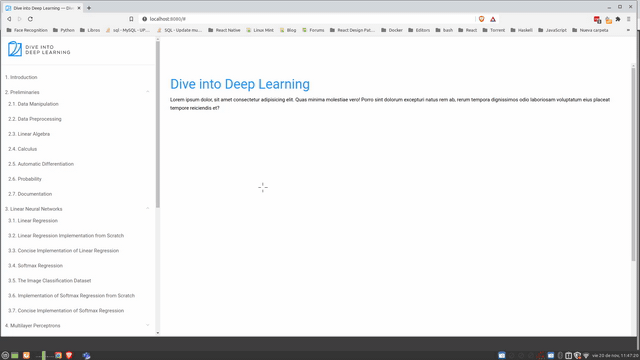 Dive into Deep Learning — Div
localhost:8080/#
Face Recognition
Python
Libros
sql - MySQL - UP...
SQL - Update mu...
React Native
Linux Mint
Blog
Forums
React Design Pat...
Docker
Editors
bash
React
Torrent
Haskell
JavaScript
Nueva carpeta
DIVE INTO
DEEP LEARNING
1. Introduction
2. Preliminaries
2.1. Data Manipulation
2.2. Data Preprocessing
2.3. Linear Algebra
2.4. Calculus
2.5. Automatic Differentiation
2.6. Probability
2.7. Documentation
3. Linear Neural Networks
3.1. Linear Regression
3.2. Linear Regression Implementation from Scratch
3.3. Concise Implementation of Linear Regression
3.4. Softmax Regression
3.5. The Image Classification Dataset
3.6. Implementation of Softmax Regression from Scratch
3.7. Concise Implementation of Softmax Regression
4. Multilayer Perceptrons
Dive into Deep Learning
Lorem ipsum dolor, sit amet consectetur adipisicing elit. Quas minima molestiae vero! Porro sint dolorum excepturi natus rem ab, rerum tempora dignissimos odio laboriosam voluptatum eius placeat
tempore reiciendis et?